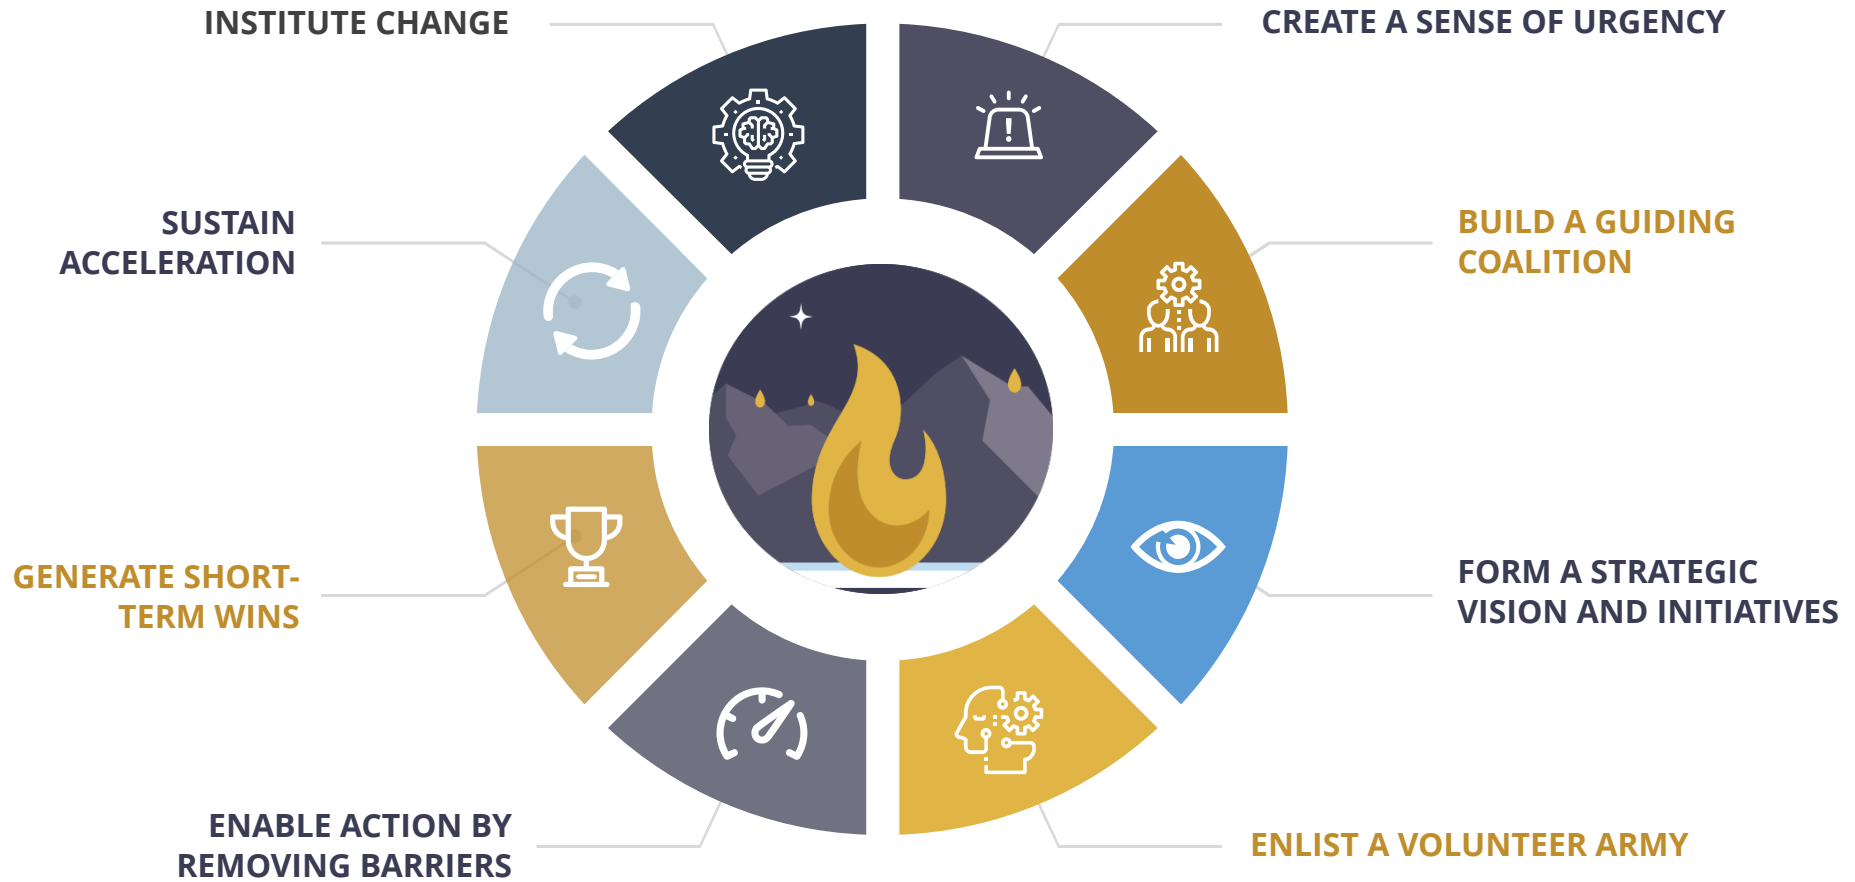 INSTITUTE CHANGE
CREATE A SENSE OF URGENCY
SUSTAIN
ACCELERATION
BUILD A GUIDING
COALITION
GENERATE SHORT-
TERM WINS
FORM A STRATEGIC
VISION AND INITIATIVES
ENABLE ACTION BY
REMOVING BARRIERS
ENLIST A VOLUNTEER ARMY